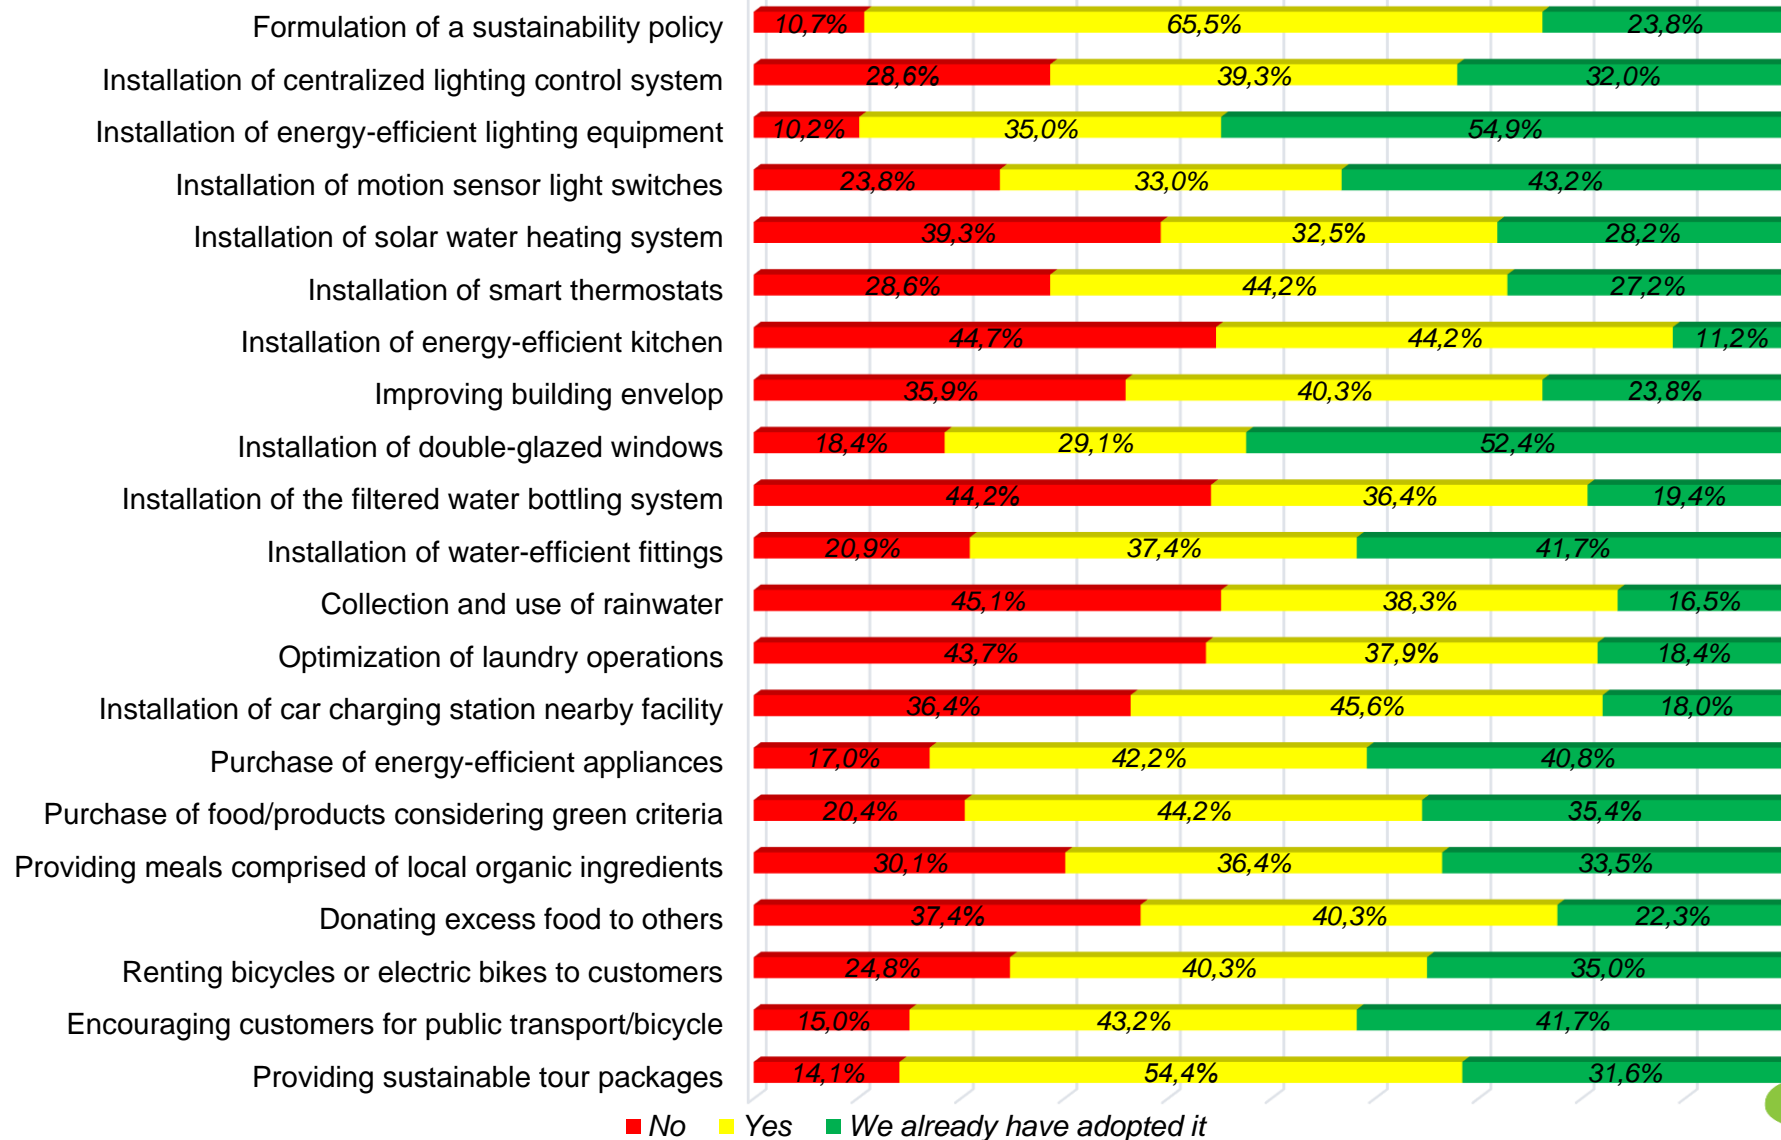 Formulation of a sustainability policy 10,7% 65,5% 23,8%
Installation of centralized lighting control system 28,6% 39,3% 32,0%
Installation of energy-efficient lighting equipment 10,2% 35,0% 54,9%
Installation of motion sensor light switches 23,8% 33,0% 43,2%
Installation of solar water heating system 39,3% 32,5% 28,2%
Installation of smart thermostats 28,6% 44,2% 27,2%
Installation of energy-efficient kitchen 44,7% 44,2% 11,2%
Improving building envelop 35,9% 40,3% 23,8%
Installation of double-glazed windows 18,4% 29,1% 52,4%
Installation of the filtered water bottling system 44,2% 36,4% 19,4%
Installation of water-efficient fittings 20,9% 37,4% 41,7%
Collection and use of rainwater 45,1% 38,3% 16,5%
Optimization of laundry operations 43,7% 37,9% 18,4%
Installation of car charging station nearby facility 36,4% 45,6% 18,0%
Purchase of energy-efficient appliances 17,0% 42,2% 40,8%
Purchase of food/products considering green criteria 20,4% 44,2% 35,4%
Providing meals comprised of local organic ingredients 30,1% 36,4% 33,5%
Donating excess food to others 37,4% 40,3% 22,3%
Renting bicycles or electric bikes to customers 24,8% 40,3% 35,0%
Encouraging customers for public transport/bicycle 15,0% 43,2% 41,7%
Providing sustainable tour packages 14,1% 54,4% 31,6%
No Yes We already have adopted it